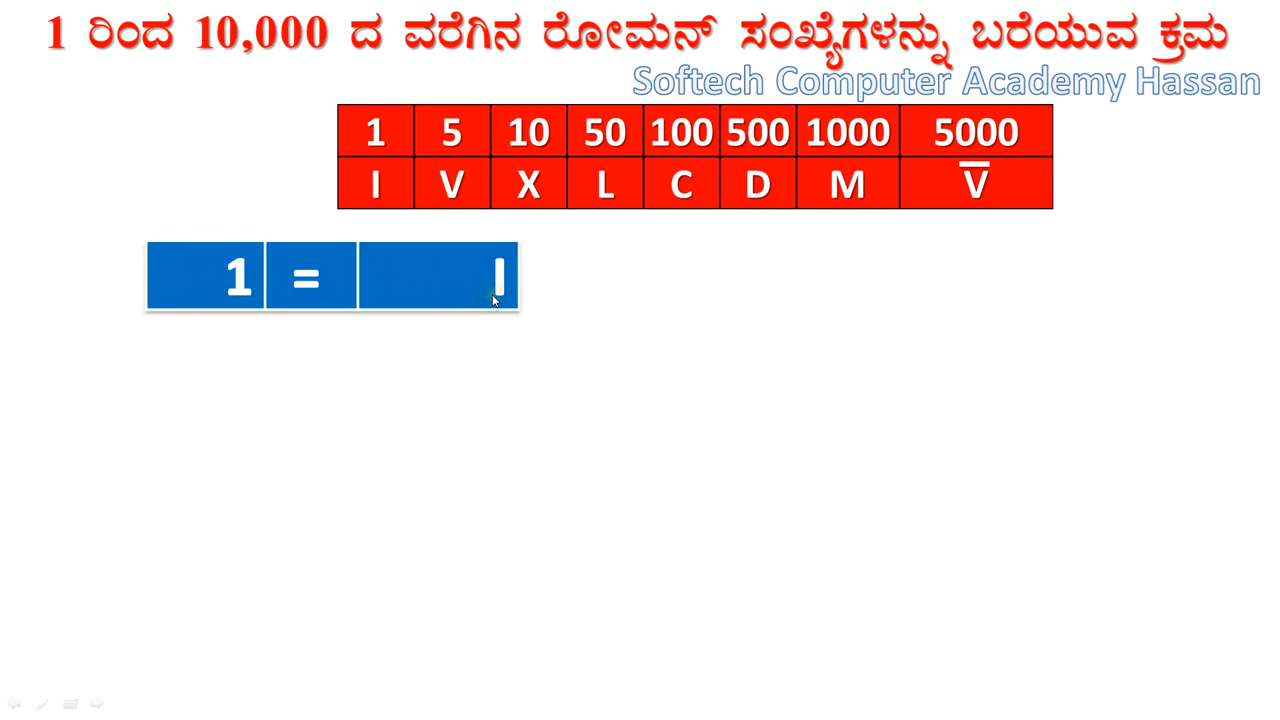 1 ರಿಂದ 10,000 ದ ವರೆಗಿನ ರೋಮನ್ ಸಂಖ್ಯೆಗಳನ್ನು ಬರೆಯುವ ಕ್ರಮ
Softech Computer Academy Hassan
1 5 10 50 100 500 1000 5000
I V X L C D M V̅
1 = I